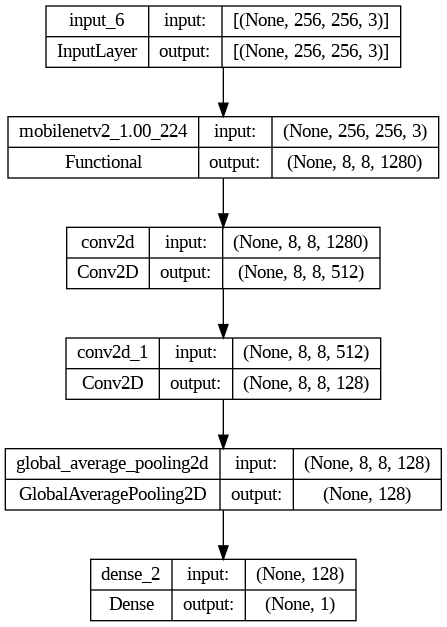 input_6 input: [(None, 256, 256, 3)]
InputLayer output: [(None, 256, 256, 3)]
mobilenetv2_1.00_224 input: (None, 256, 256, 3)
Functional output: (None, 8, 8, 1280)
conv2d input: (None, 8, 8, 1280)
Conv2D output: (None, 8, 8, 512)
conv2d_1 input: (None, 8, 8, 512)
Conv2D output: (None, 8, 8, 128)
global_average_pooling2d input: (None, 8, 8, 128)
GlobalAveragePooling2D output: (None, 128)
dense_2 input: (None, 128)
Dense output: (None, 1)